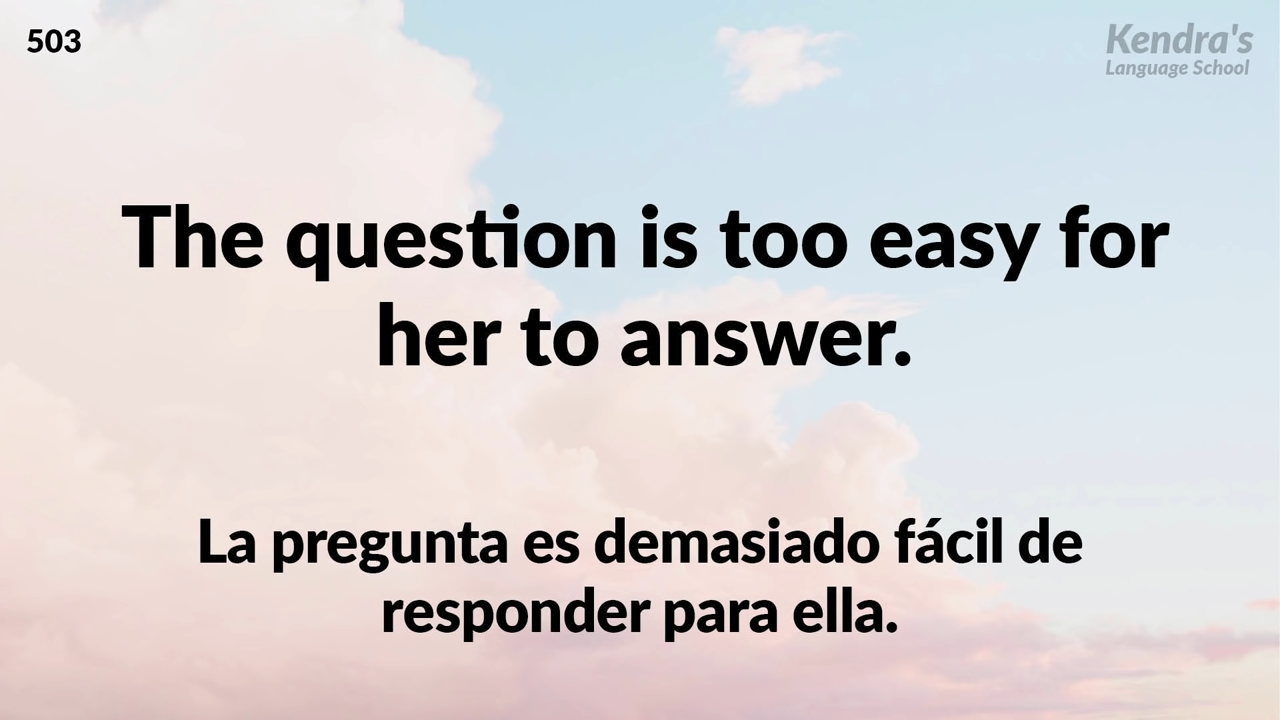 503
Kendra's
Language School
The question is too easy for
her to answer.
La pregunta es demasiado fácil de
responder para ella.